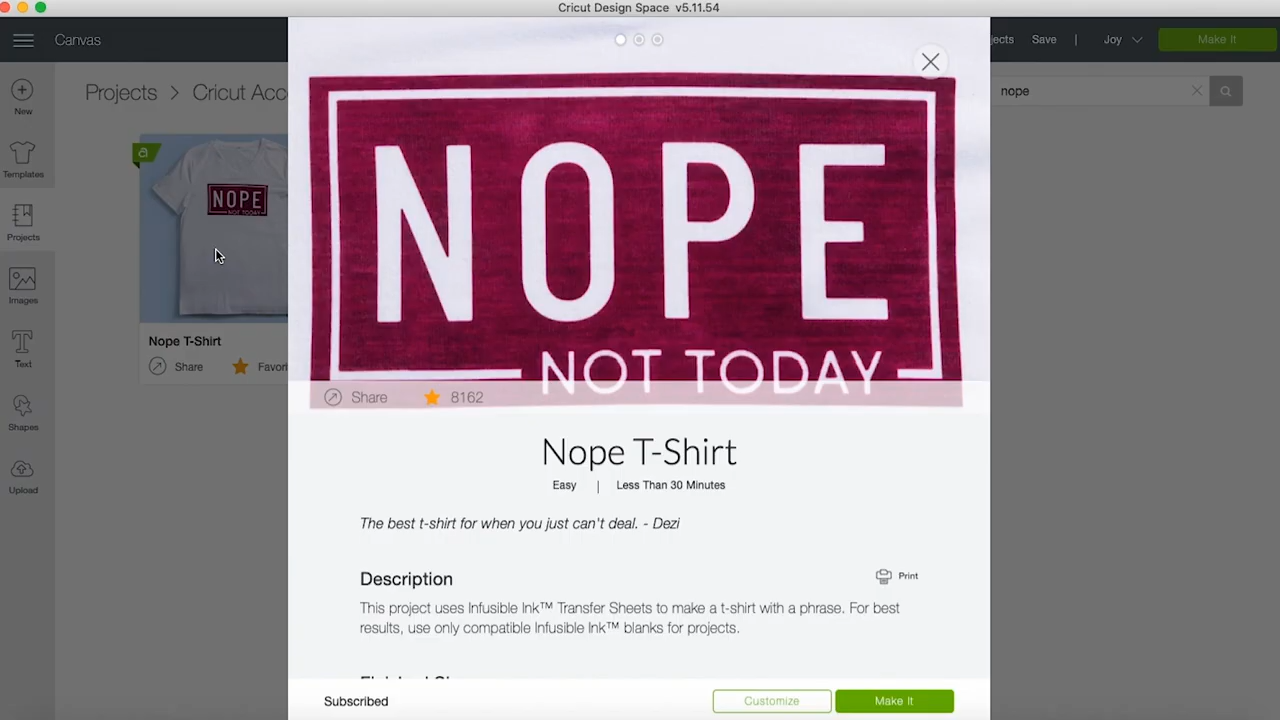 Cricut Design Space v5.11.54
Canvas
jects
Save
|
Joy
Make It
New
Templates
Projects
Images
Text
Shapes
Upload
Projects > Cricut Acc
nope
NOPE
NOT TODAY
Nope T-Shirt
Share
Favori
NOPE
NOT TODAY
Share
8162
Nope T-Shirt
Easy | Less Than 30 Minutes
The best t-shirt for when you just can't deal. - Dezi
Description
Print
This project uses Infusible Ink™ Transfer Sheets to make a t-shirt with a phrase. For best
results, use only compatible Infusible Ink™ blanks for projects.
Subscribed
Customize
Make It